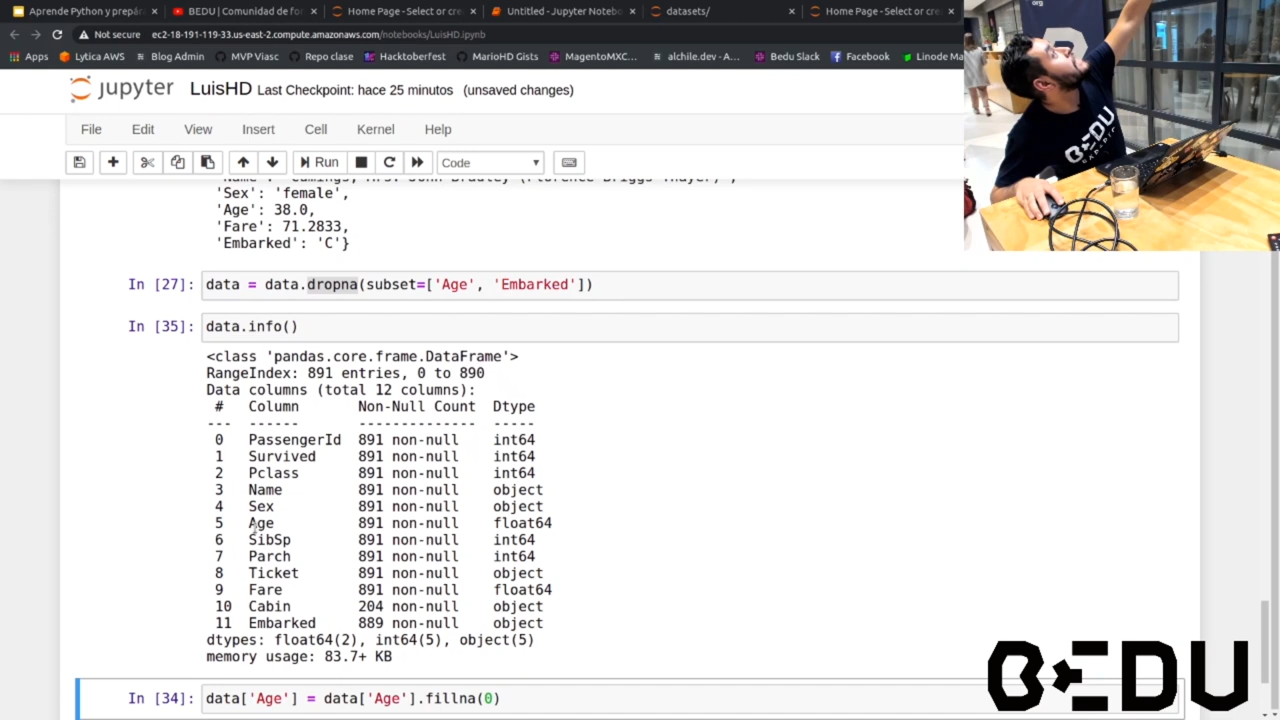 Aprende Python y prepár
BEDU | Comunidad de fo
Home Page - Select or cre
Untitled - Jupyter Notebo
datasets/
Home Page - Select or cre
Not secure ec2-18-191-119-33.us-east-2.compute.amazonaws.com/notebooks/LuisHD.ipynb
Apps
Lytica AWS
Blog Admin
MVP Viasc
Repo clase
Hacktoberfest
MarioHD Gists
MagentoMXC...
alchile.dev - A...
Bedu Slack
Facebook
Linode Ma
jupyter LuisHD Last Checkpoint: hace 25 minutos (unsaved changes)
File Edit View Insert Cell Kernel Help
Run Code
'Sex': 'female',
'Age': 38.0,
'Fare': 71.2833,
'Embarked': 'C'}
In [27]: data = data.dropna(subset=['Age', 'Embarked'])
In [35]: data.info()
<class 'pandas.core.frame.DataFrame'>
RangeIndex: 891 entries, 0 to 890
Data columns (total 12 columns):
# Column Non-Null Count Dtype
--- ------ -------------- -----
0 PassengerId 891 non-null int64
1 Survived 891 non-null int64
2 Pclass 891 non-null int64
3 Name 891 non-null object
4 Sex 891 non-null object
5 Age 891 non-null float64
6 SibSp 891 non-null int64
7 Parch 891 non-null int64
8 Ticket 891 non-null object
9 Fare 891 non-null float64
10 Cabin 204 non-null object
11 Embarked 889 non-null object
dtypes: float64(2), int64(5), object(5)
memory usage: 83.7+ KB
In [34]: data['Age'] = data['Age'].fillna(0)
org
BEDU
BEDU